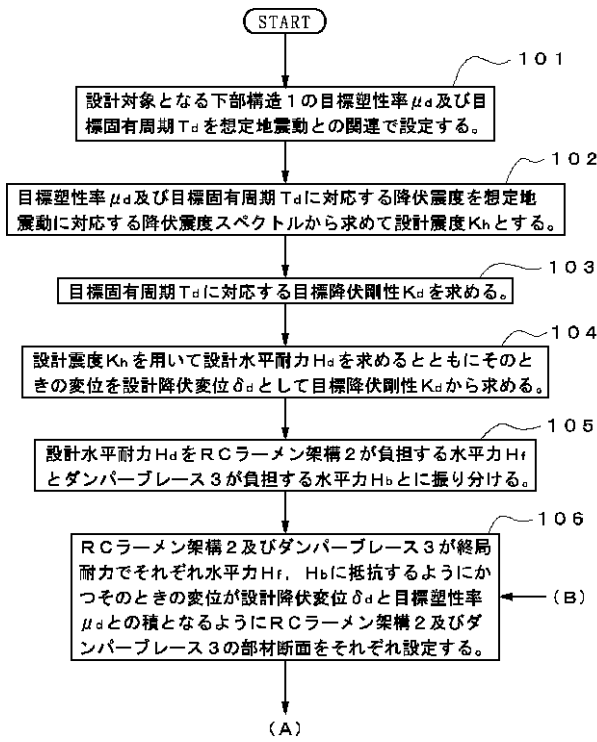 START
101
設計対象となる下部構造1の目標塑性率μd及び目
標固有周期Tdを想定地震動との関連で設定する。
102
目標塑性率μd及び目標固有周期Tdに対応する降伏震度を想定地
震動に対応する降伏震度スペクトルから求めて設計震度Khとする。
103
目標固有周期Tdに対応する目標降伏剛性Kdを求める。
104
設計震度Khを用いて設計水平耐力Hdを求めるとともにそのと
きの変位を設計降伏変位δdとして目標降伏剛性Kdから求める。
105
設計水平耐力HdをRCラーメン架構2が負担する水平力Hf
とダンパーブレース3が負担する水平力Hbとに振り分ける。
106
RCラーメン架構2及びダンパーブレース3が終局
耐力でそれぞれ水平力Hf, Hbに抵抗するようにか
つそのときの変位が設計降伏変位δdと目標塑性率
μdとの積となるようにRCラーメン架構2及びダン
パーブレース3の部材断面をそれぞれ設定する。
(B)
(A)